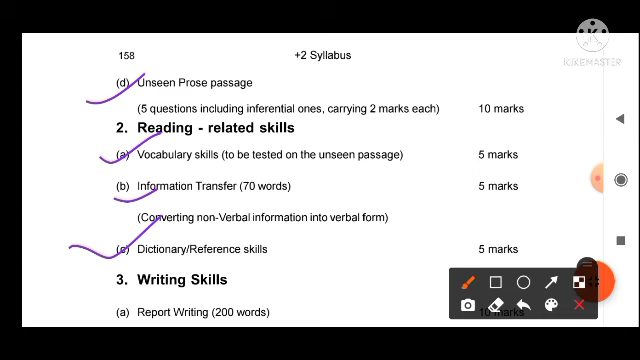 158 +2 Syllabus
KINEMASTER
(d) Unseen Prose passage
(5 questions including inferential ones, carrying 2 marks each) 10 marks
2. Reading - related skills
(a) Vocabulary skills (to be tested on the unseen passage) 5 marks
(b) Information Transfer (70 words) 5 marks
(Converting non-Verbal information into verbal form)
(c) Dictionary/Reference skills 5 marks
3. Writing Skills
(a) Report Writing (200 words) 10 marks